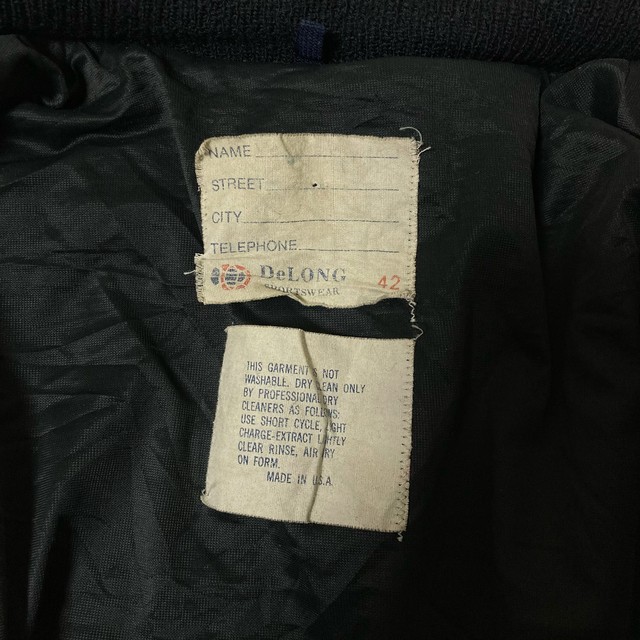 NAME
STREET
CITY
TELEPHONE
DeLONG 42
SPORTSWEAR
THIS GARMENT IS NOT
WASHABLE, DRY CLEAN ONLY
BY PROFESSIONAL DRY
CLEANERS AS FOLLOWS:
USE SHORT CYCLE, LIGHT
CHARGE-EXTRACT LIGHTLY
CLEAR RINSE, AIR DRY
ON FORM.
MADE IN U.S.A.